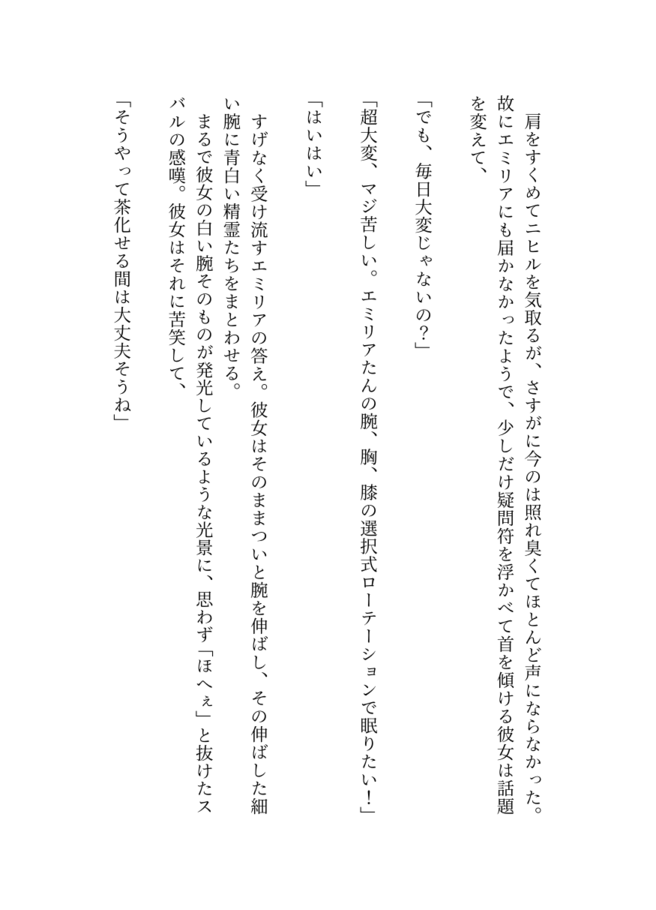 肩をすくめてニヒルを気取るが、さすがに今のは照れ臭くてほとんど声にならなかった。
故にエミリアにも届かなかったようで、少しだけ疑問符を浮かべて首を傾ける彼女は話題
を変えて、
「でも、毎日大変じゃないの？」
「超大変、マジ苦しい。エミリアたんの腕、胸、膝の選択式ローテーションで眠りたい！」
「はいはい」
　すげなく受け流すエミリアの答え。彼女はそのままついと腕を伸ばし、その伸ばした細
い腕に青白い精霊たちをまとわせる。
　まるで彼女の白い腕そのものが発光しているような光景に、思わず「ほへぇ」と抜けたス
バルの感嘆。彼女はそれに苦笑して、
「そうやって茶化せる間は大丈夫そうね」